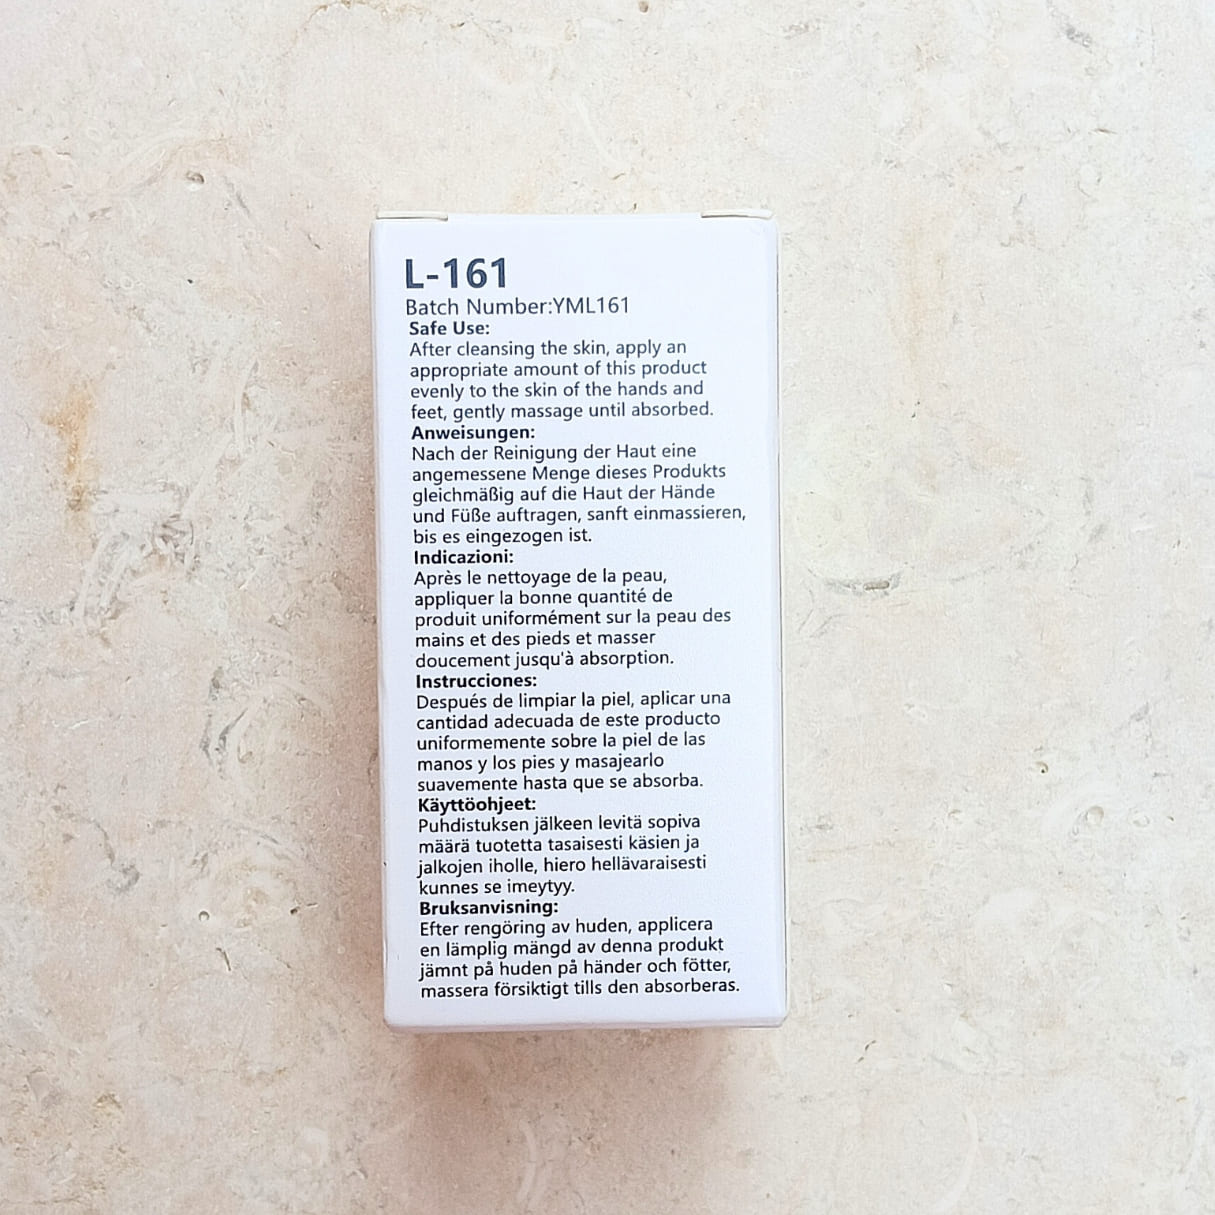 L-161
Batch Number:YML161
Safe Use:
After cleansing the skin, apply an
appropriate amount of this product
evenly to the skin of the hands and
feet, gently massage until absorbed.
Anweisungen:
Nach der Reinigung der Haut eine
angemessene Menge dieses Produkts
gleichmäßig auf die Haut der Hände
und Füße auftragen, sanft einmassieren,
bis es eingezogen ist.
Indicazioni:
Après le nettoyage de la peau,
appliquer la bonne quantité de
produit uniformément sur la peau des
mains et des pieds et masser
doucement jusqu'à absorption.
Instrucciones:
Después de limpiar la piel, aplicar una
cantidad adecuada de este producto
uniformemente sobre la piel de las
manos y los pies y masajearlo
suavemente hasta que se absorba.
Käyttöohjeet:
Puhdistuksen jälkeen levitä sopiva
määrä tuotetta tasaisesti käsien ja
jalkojen iholle, hiero hellävaraisesti
kunnes se imeytyy.
Bruksanvisning:
Efter rengöring av huden, applicera
en lämplig mängd av denna produkt
jämnt på huden på händer och fötter,
massera försiktigt tills den absorberas.